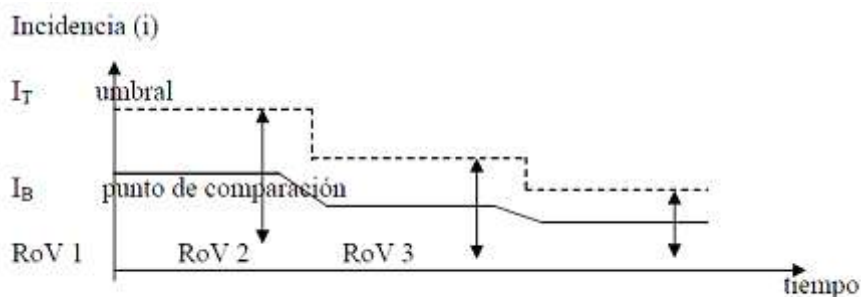 Incidencia (i)
I_T umbral
I_B punto de comparación
RoV 1 RoV 2 RoV 3
tiempo